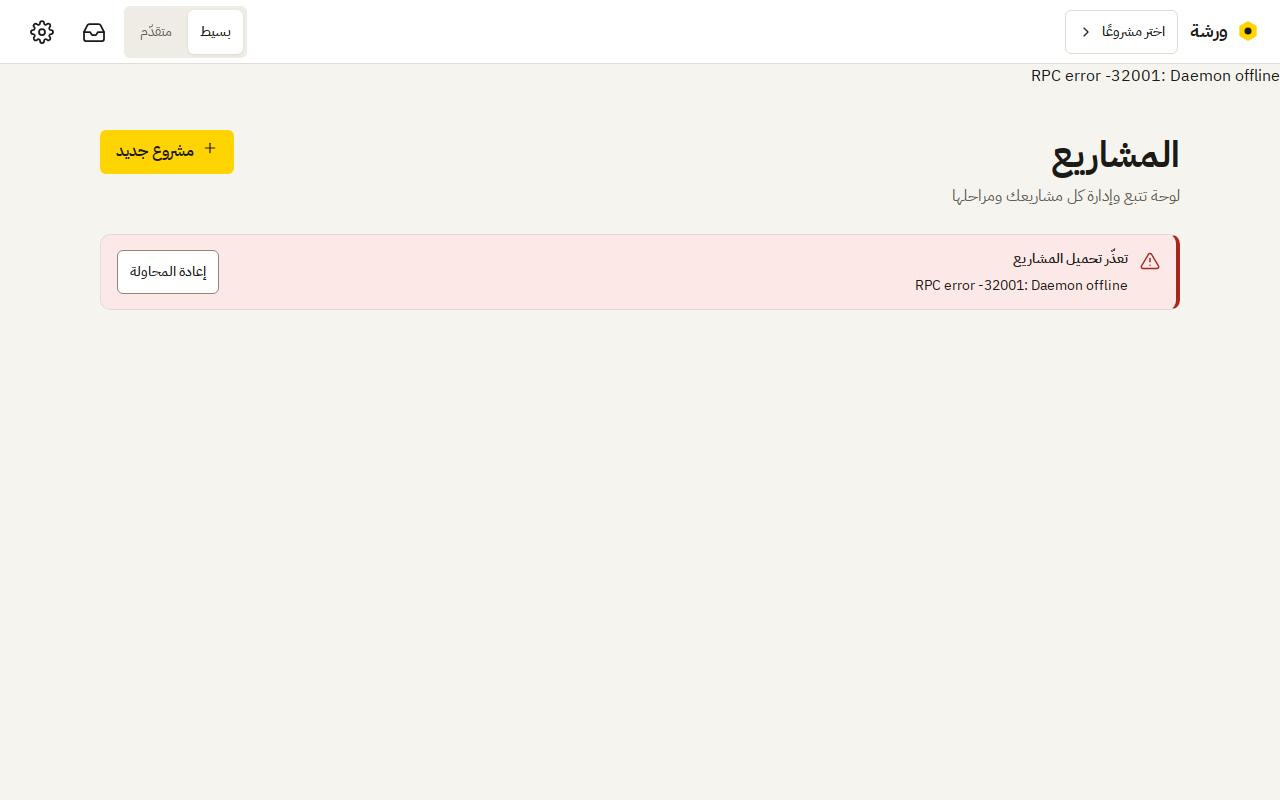 ورشة
اختر مشروعًا
بسيط
متقدّم
RPC error -32001: Daemon offline
المشاريع
لوحة تتبع وإدارة كل مشاريعك ومراحلها
+ مشروع جديد
تعذّر تحميل المشاريع
RPC error -32001: Daemon offline
إعادة المحاولة